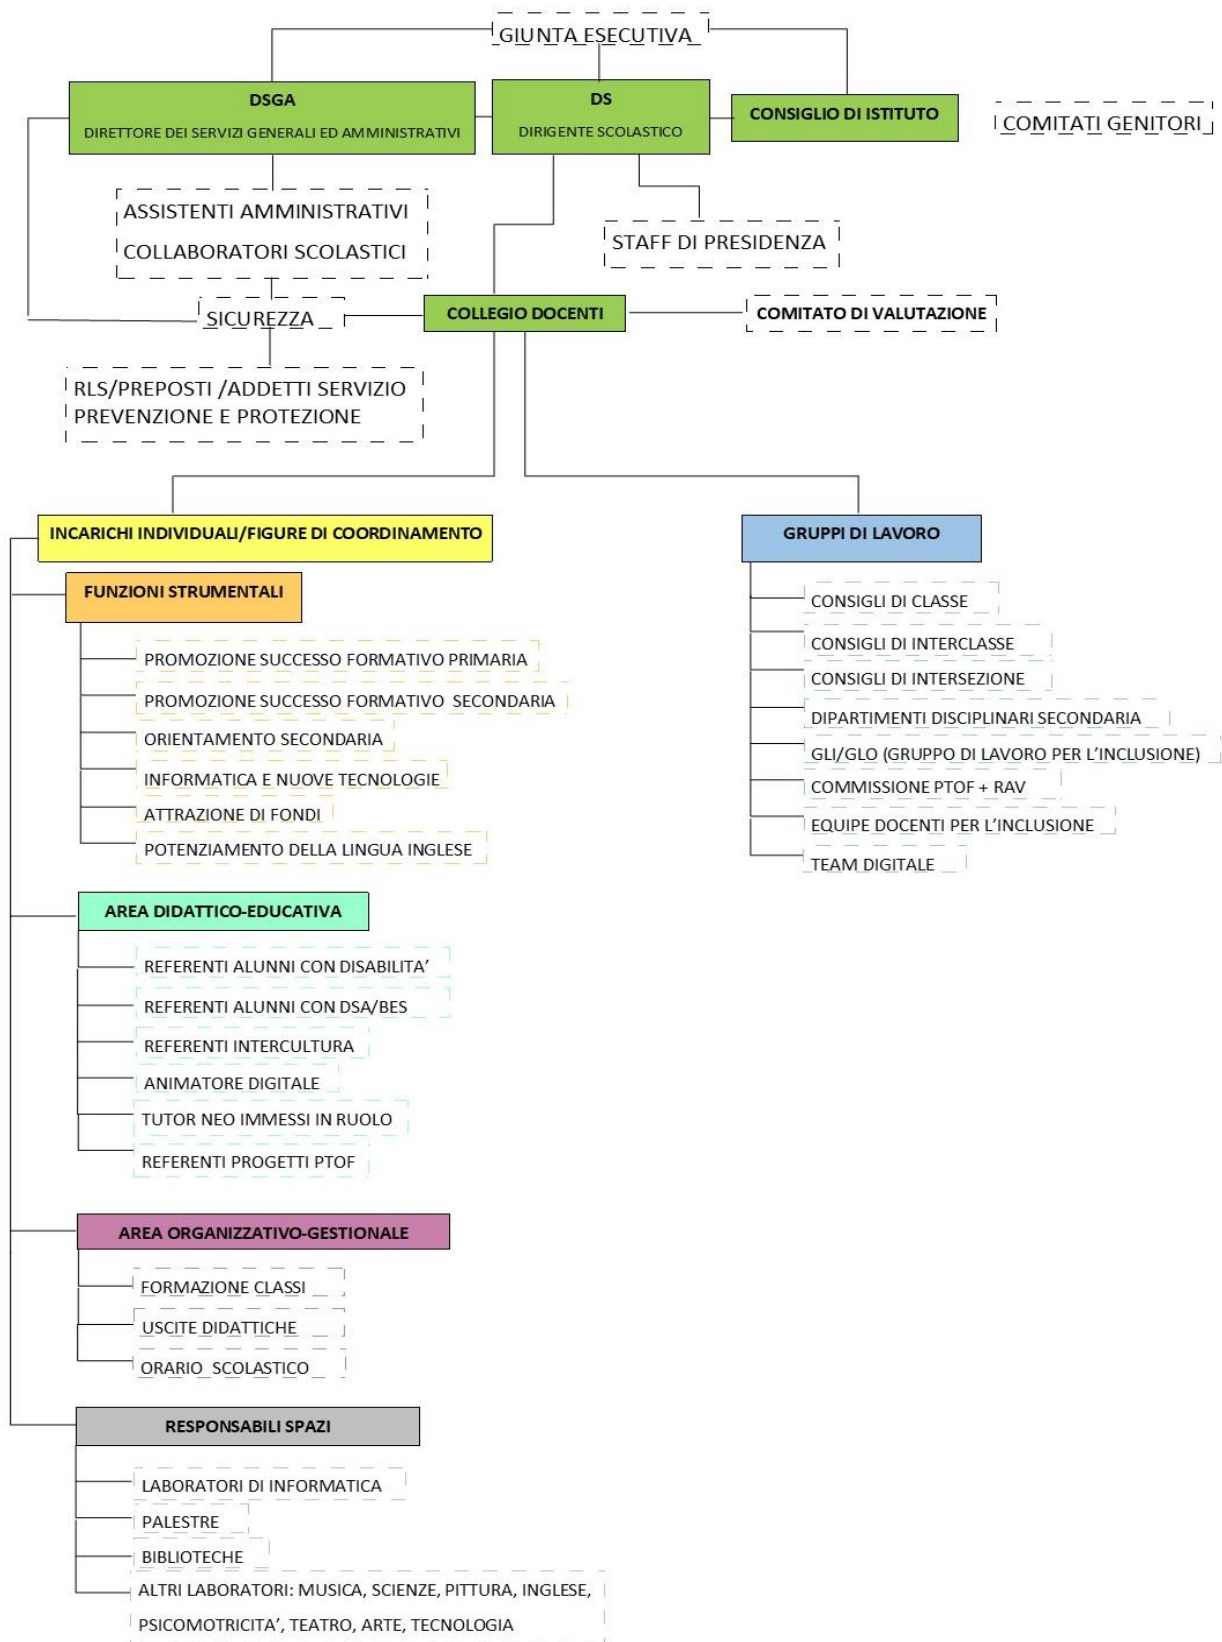 GIUNTA ESECUTIVA
DSGA
DIRETTORE DEI SERVIZI GENERALI ED AMMINISTRATIVI
DS
DIRIGENTE SCOLASTICO
CONSIGLIO DI ISTITUTO
COMITATI GENITORI
ASSISTENTI AMMINISTRATIVI
COLLABORATORI SCOLASTICI
STAFF DI PRESIDENZA
SICUREZZA
COLLEGIO DOCENTI
COMITATO DI VALUTAZIONE
RLS/PREPOSTI /ADDETTI SERVIZIO
PREVENZIONE E PROTEZIONE
INCARICHI INDIVIDUALI/FIGURE DI COORDINAMENTO
FUNZIONI STRUMENTALI
PROMOZIONE SUCCESSO FORMATIVO PRIMARIA
PROMOZIONE SUCCESSO FORMATIVO SECONDARIA
ORIENTAMENTO SECONDARIA
INFORMATICA E NUOVE TECNOLOGIE
ATTRAZIONE DI FONDI
POTENZIAMENTO DELLA LINGUA INGLESE
AREA DIDATTICO-EDUCATIVA
REFERENTI ALUNNI CON DISABILITA’
REFERENTI ALUNNI CON DSA/BES
REFERENTI INTERCULTURA
ANIMATORE DIGITALE
TUTOR NEO IMMESSI IN RUOLO
REFERENTI PROGETTI PTOF
AREA ORGANIZZATIVO-GESTIONALE
FORMAZIONE CLASSI
USCITE DIDATTICHE
ORARIO SCOLASTICO
RESPONSABILI SPAZI
LABORATORI DI INFORMATICA
PALESTRE
BIBLIOTECHE
ALTRI LABORATORI: MUSICA, SCIENZE, PITTURA, INGLESE,
PSICOMOTRICITA’, TEATRO, ARTE, TECNOLOGIA
GRUPPI DI LAVORO
CONSIGLI DI CLASSE
CONSIGLI DI INTERCLASSE
CONSIGLI DI INTERSEZIONE
DIPARTIMENTI DISCIPLINARI SECONDARIA
GLI/GLO (GRUPPO DI LAVORO PER L’INCLUSIONE)
COMMISSIONE PTOF + RAV
EQUIPE DOCENTI PER L’INCLUSIONE
TEAM DIGITALE